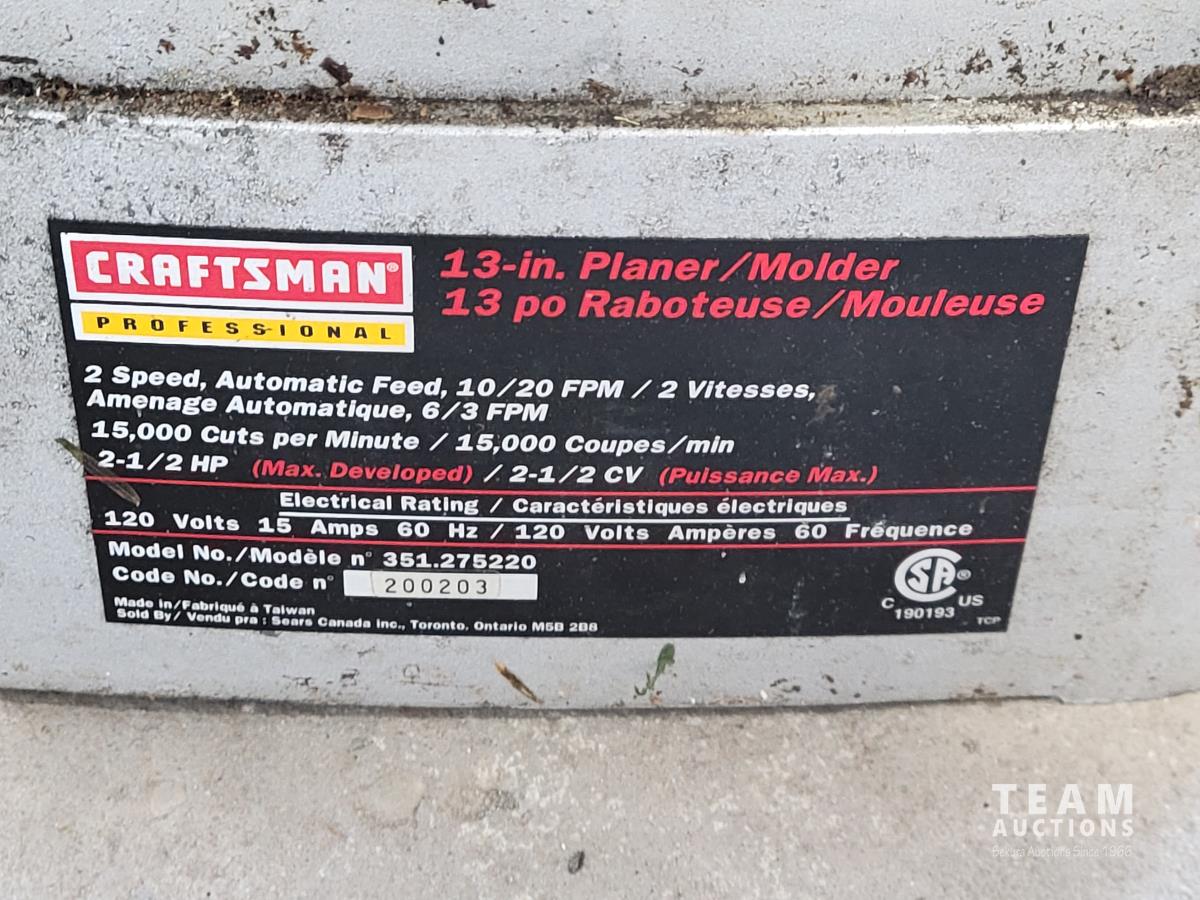 CRAFTSMAN®
PROFESSIONAL
13-in. Planer/Molder
13 po Raboteuse/Mouleuse
2 Speed, Automatic Feed, 10/20 FPM / 2 Vitesses,
Amenage Automatique, 6/3 FPM
15,000 Cuts per Minute / 15,000 Coupes/min
2-1/2 HP (Max. Developed) / 2-1/2 CV (Puissance Max.)
Electrical Rating / Caractéristiques électriques
120 Volts 15 Amps 60 Hz / 120 Volts Ampères 60 Fréquence
Model No./Modèle n° 351.275220
Code No./Code n° 200203
Made in/Fabriqué à Taiwan
Sold By/ Vendu pra : Sears Canada Inc., Toronto, Ontario M5B 2B8
SA®
C US
190193
TCP
TEAM
AUCTIONS
Bekura Auctions Since 1966